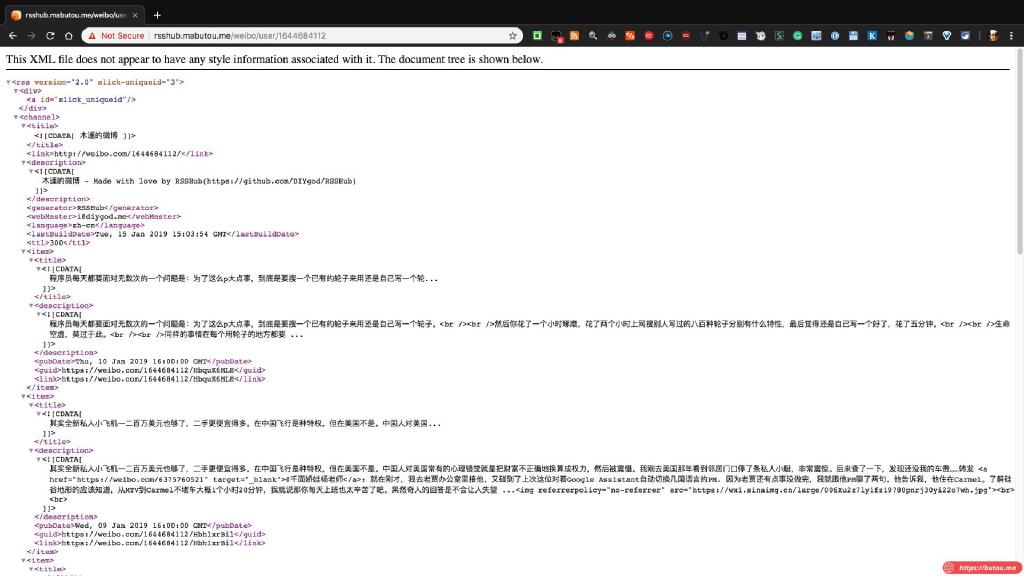 rsshub.mabutou.me/weibo/use
Not Secure | rsshub.mabutou.me/weibo/user/1644684112
This XML file does not appear to have any style information associated with it. The document tree is shown below.
▼<rss version="2.0" slick-uniqueid="3">
▼<div>
<a id="slick_uniqueid"/>
</div>
▼<channel>
▼<title>
<![CDATA[ 木遥的微博 ]]>
</title>
<link>http://weibo.com/1644684112/</link>
▼<description>
▼<![CDATA[
木遥的微博 - Made with love by RSSHub(https://github.com/DIYgod/RSSHub)
]]>
</description>
<generator>RSSHub</generator>
<webMaster>i@diygod.me</webMaster>
<language>zh-cn</language>
<lastBuildDate>Tue, 15 Jan 2019 15:03:54 GMT</lastBuildDate>
<ttl>300</ttl>
▼<item>
▼<title>
▼<![CDATA[
程序员每天都要面对无数次的一个问题是：为了这么p大点事，到底是要搜一个已有的轮子来用还是自己写一个轮...
]]>
</title>
▼<description>
▼<![CDATA[
程序员每天都要面对无数次的一个问题是：为了这么p大点事，到底是要搜一个已有的轮子来用还是自己写一个轮子。<br /><br />然后你花了一个小时琢磨，花了两个小时上网搜别人写过的八百种轮子分别有什么特性，最后觉得还是自己写一个好了，花了五分钟。<br /><br />生命
空虚，莫过于此。<br /><br />同样的事情在每个用轮子的地方都要 ...
]]>
</description>
<pubDate>Thu, 10 Jan 2019 16:00:00 GMT</pubDate>
<guid>https://weibo.com/1644684112/HbquK6MLH</guid>
<link>https://weibo.com/1644684112/HbquK6MLH</link>
</item>
▼<item>
▼<title>
▼<![CDATA[
其实全新私人小飞机一二百万美元也够了，二手更便宜得多。在中国飞行是种特权，但在美国不是。中国人对美国...
]]>
</title>
▼<description>
▼<![CDATA[
其实全新私人小飞机一二百万美元也够了，二手更便宜得多。在中国飞行是种特权，但在美国不是。中国人对美国常有的心理错觉就是把财富不正确地换算成权力，然后被震慑。我刚去美国那年看到邻居门口停了条私人小艇，非常震惊，后来查了一下，发现还没我的车贵……转发 <a
href="https://weibo.com/6375760521" target="_blank">@千面娇娃杨老师</a>: 就在刚才，我去老贾办公室里接他，又碰到了上次这位对着Google Assistant自动切换几国语言的PM。因为老贾还有点事没做完，我就跟他PM聊了两句。他告诉我，他住在Carmel。了解硅
谷地形的应该知道，从MTV到Carmel不堵车大概1个小时20分钟，我就说那你每天上班也太辛苦了吧。果然奇人的回答是不会让人失望 ...<img referrerpolicy="no-referrer" src="https://wx1.sinaimg.cn/large/006Xu2z7ly1fz19780pnrj30yi22o7wh.jpg"><br>
<br>
]]>
</description>
<pubDate>Wed, 09 Jan 2019 16:00:00 GMT</pubDate>
<guid>https://weibo.com/1644684112/Hbh1xrBil</guid>
<link>https://weibo.com/1644684112/Hbh1xrBil</link>
</item>
▼<item>
▼<title>
https://butou.me